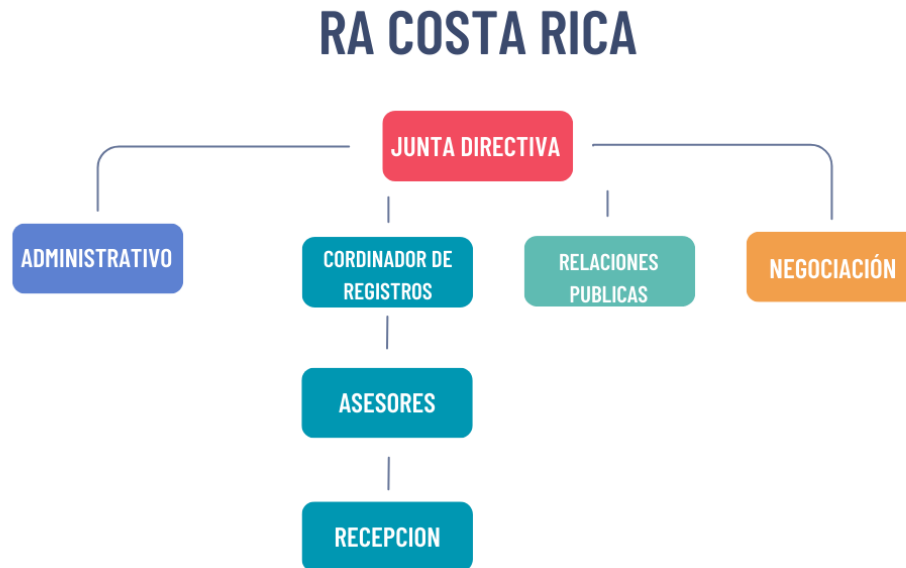 RA COSTA RICA
JUNTA DIRECTIVA
ADMINISTRATIVO
CORDINADOR DE
REGISTROS
RELACIONES
PUBLICAS
NEGOCIACIÓN
ASESORES
RECEPCION